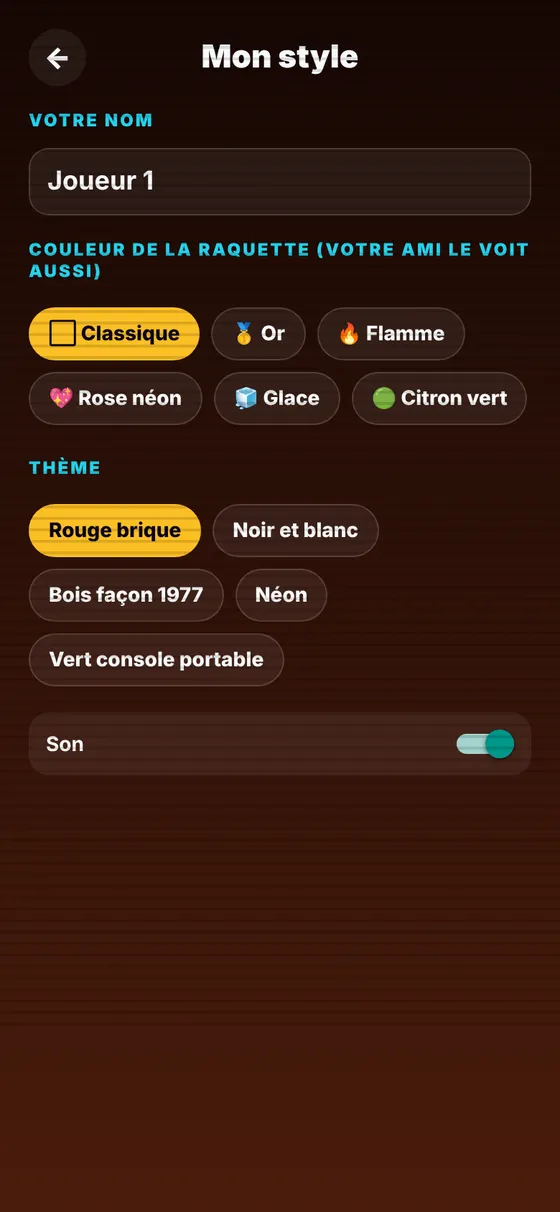 Mon style
VOTRE NOM
Joueur 1
COULEUR DE LA RAQUETTE (VOTRE AMI LE VOIT
AUSSI)
Classique
🥇 Or
🔥 Flamme
💖 Rose néon
🧊 Glace
🟢 Citron vert
THÈME
Rouge brique
Noir et blanc
Bois façon 1977
Néon
Vert console portable
Son